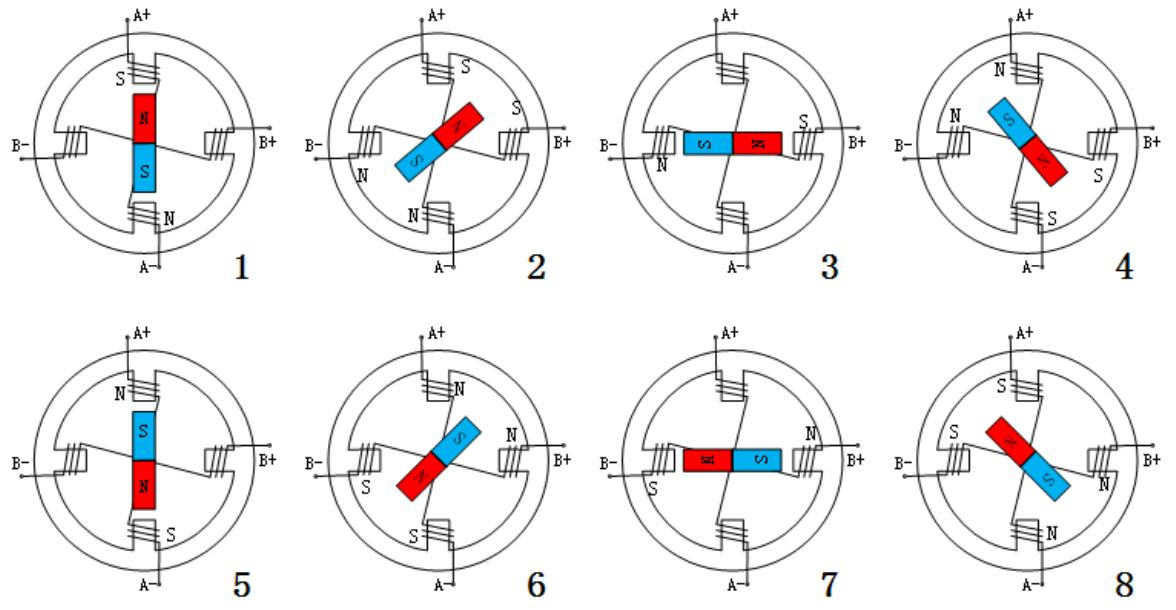 A+ A+ A+ A+
S S N
N N S S N S S N
B- B+ B- B+ B- B+ B- B+
S S N N N N S
N N S
A- A- A- A-
1 2 3 4
A+ A+ A+ A+
N N S
S S N N S S N N
B- B+ B- B+ B- B+ B- B+
N N S S S N
S S N
A- A- A- A-
5 6 7 8